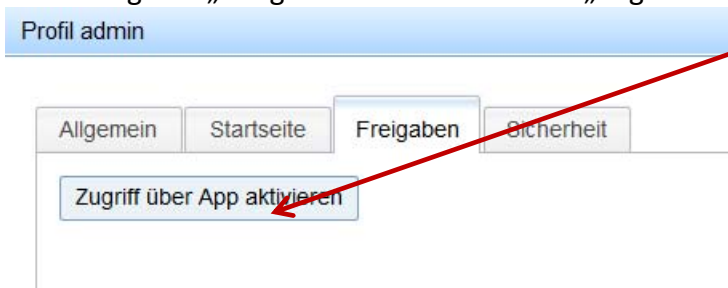 Profil admin
Allgemein Startseite Freigaben Sicherheit
Zugriff über App aktivieren